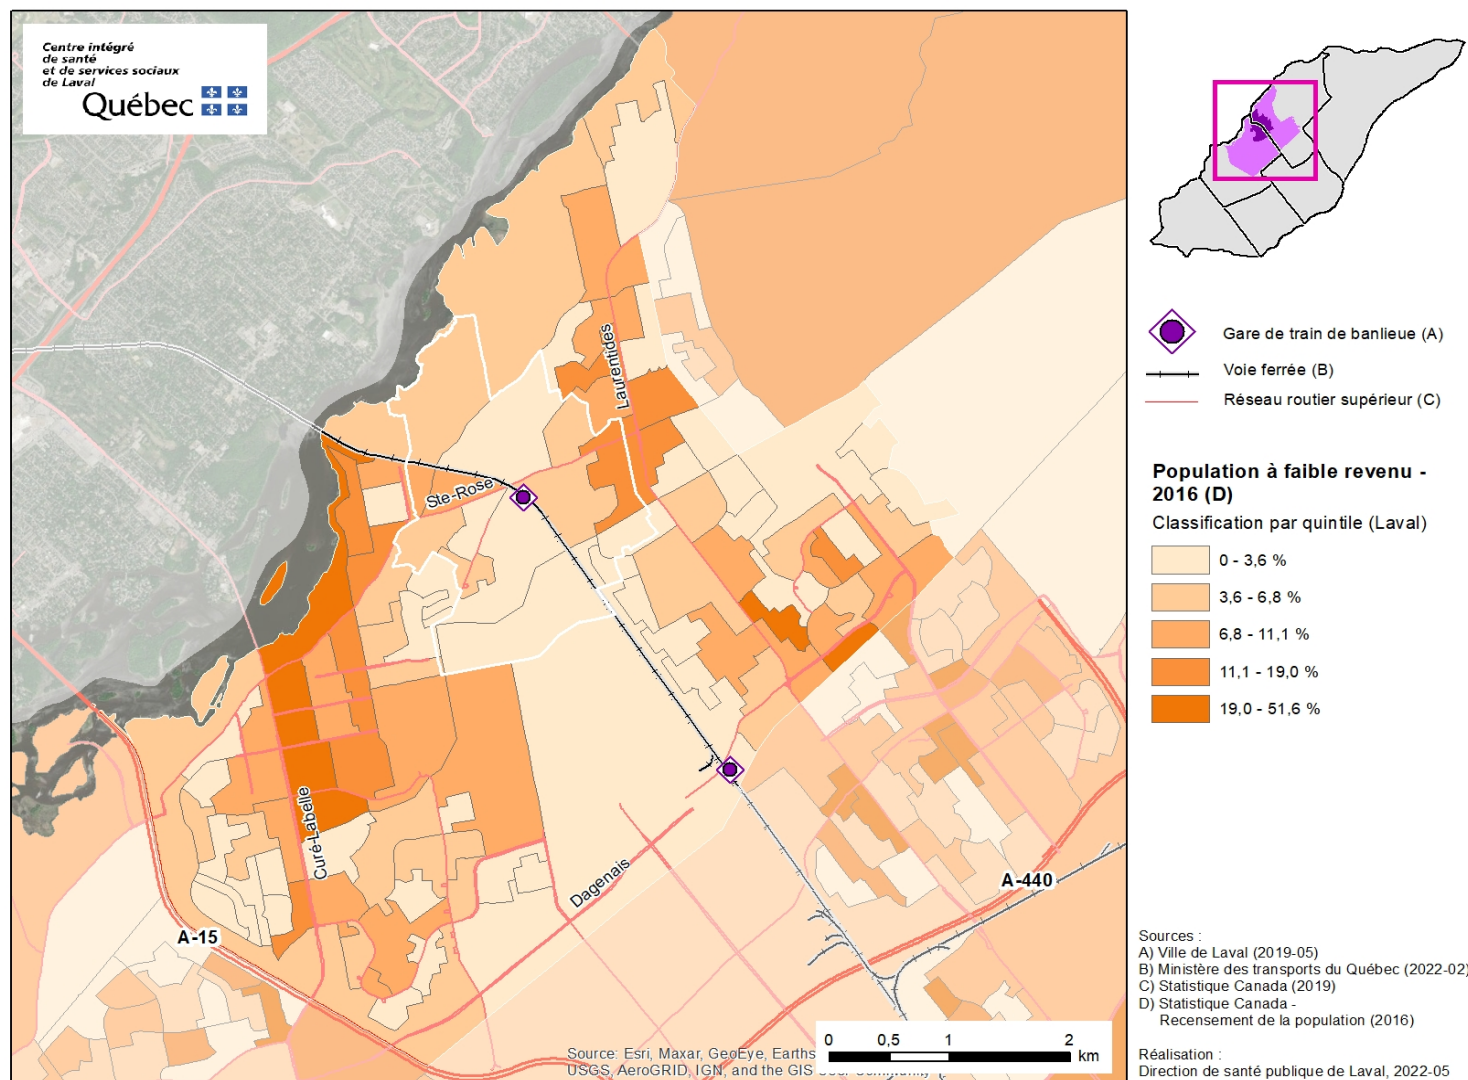 Centre intégré
de santé
et de services sociaux
de Laval
Québec
Laurentides
Ste-Rose
Curé-Labelle
Dagenais
A-15
A-440
Gare de train de banlieue (A)
Voie ferrée (B)
Réseau routier supérieur (C)
Population à faible revenu -
2016 (D)
Classification par quintile (Laval)
0 - 3,6 %
3,6 - 6,8 %
6,8 - 11,1 %
11,1 - 19,0 %
19,0 - 51,6 %
Sources :
A) Ville de Laval (2019-05)
B) Ministère des transports du Québec (2022-02)
C) Statistique Canada (2019)
D) Statistique Canada -
Recensement de la population (2016)
Réalisation :
Direction de santé publique de Laval, 2022-05
0 0,5 1 2
km
Source: Esri, Maxar, GeoEye, Earths
USGS, AeroGRID, IGN, and the GIS